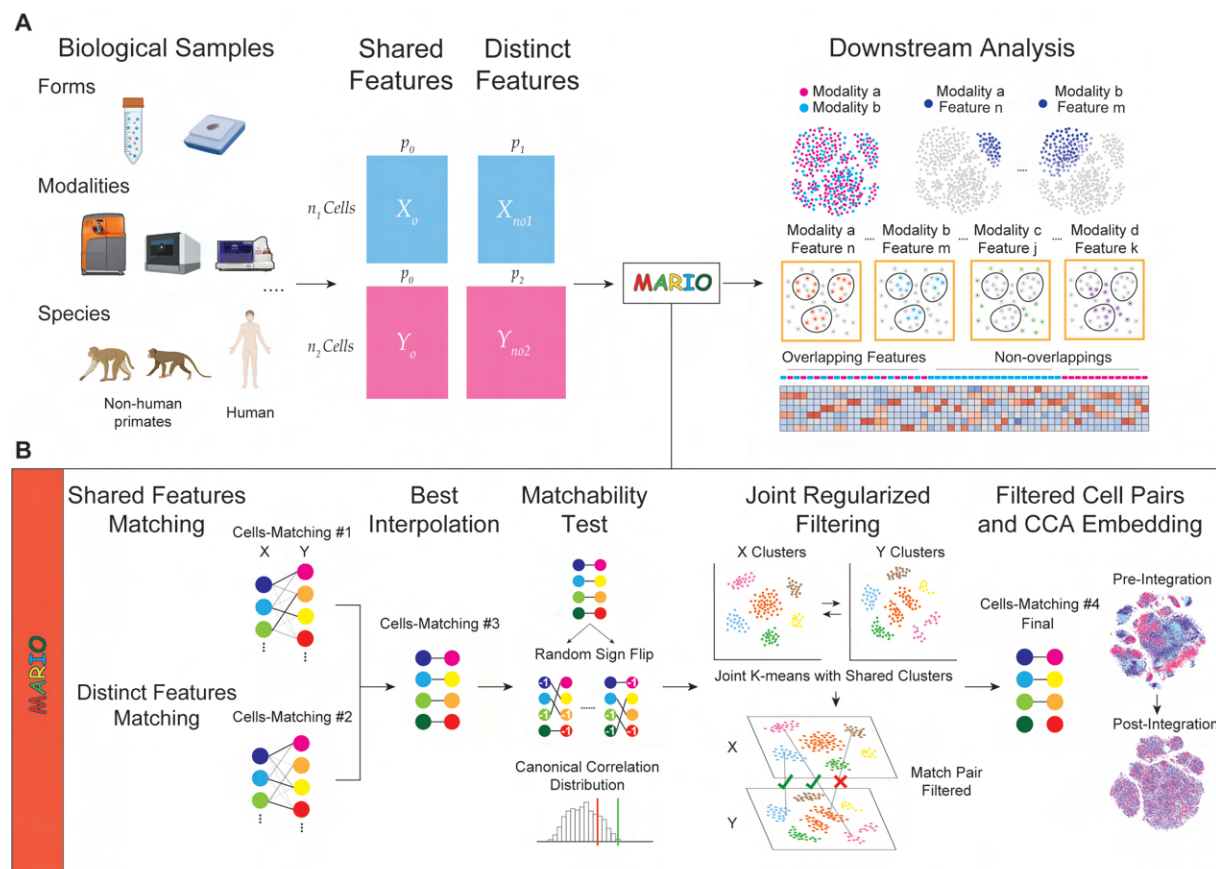 A
Biological Samples
Forms
Modalities
....
Species
Non-human
primates
Human
Shared
Features
Distinct
Features
p0
p1
n1 Cells
Xo
Xno1
p0
p2
n2 Cells
Yo
Yno2
MARIO
Downstream Analysis
Modality a
Modality b
Modality a
Feature n
....
Modality b
Feature m
Modality a
Feature n
....
Modality b
Feature m
....
Modality c
Feature j
....
Modality d
Feature k
Overlapping Features
Non-overlappings
B
MARIO
Shared Features
Matching
Cells-Matching #1
X
Y
Distinct Features
Matching
Cells-Matching #2
Best
Interpolation
Cells-Matching #3
Matchability
Test
Random Sign Flip
-1
-1
-1
-1
......
-1
-1
-1
-1
Canonical Correlation
Distribution
Joint Regularized
Filtering
X Clusters
Y Clusters
Joint K-means with Shared Clusters
X
Y
Match Pair
Filtered
Filtered Cell Pairs
and CCA Embedding
Cells-Matching #4
Final
Pre-Integration
Post-Integration